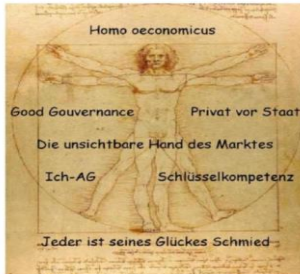 Homo oeconomicus
Good Gouvernance
Privat vor Staat
Die unsichtbare Hand des Marktes
Ich-AG
Schlüsselkompetenz
Jeder ist seines Glückes Schmied